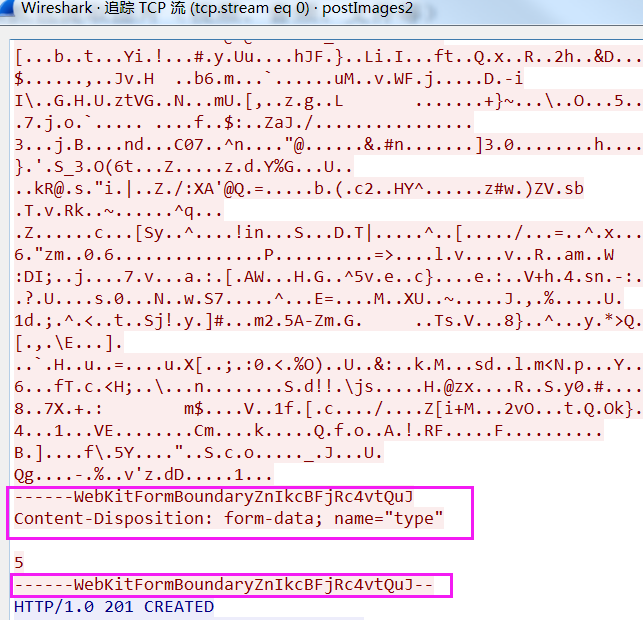 Wireshark · 追踪 TCP 流 (tcp.stream eq 0) · postImages2
[...b..t...Yi.!...#.y.Uu....hJF.}..Li.I...ft..Q.x..R..2h..&D...
$......,..Jv.H  ..b6.m...`......uM..v.WF.j.....D.-i
I\..G.H.U.ztVG..N...mU.[,..z.g..L       .......+}~...\..O...5..
.7.j.o.`..... ....f..$:..ZaJ./................
3...j.B....nd...C07..^n...."@......&.#n.......]3.0........h....
}.'.S_3.O(6t...Z.....z.d.Y%G...U..
..kR@.s."i.|..Z./:XA'@Q.=.....b.(.c2..HY^......z#w.)ZV.sb
.T.v.Rk..~......^q...
.Z......c...[Sy..^....!in...S...D.T|.....^..[...../...=..^.x...
6."zm..0.6...............P..........=>....l.v....v..R..am..W
:DI;..j....7.v...a.:.[.AW...H.G..^5v.e..c}....e.:..V+h.4.sn.-:.
.?.U....s.0...N..w.S7.....^...E=....M..XU..~.....J.,.%.....U.
1d.;.^.<..t..Sj!.y.]#...m2.5A-Zm.G.     ..Ts.V...8}..^...y.*>Q.
[.,.\E...].
..`.H..u..=....u.X[..;.:0.<.%O)..U..&:..k.M...sd..l.m<N.p...Y..
6...fT.c.<H;..\...n........S.d!!.\js.....H.@zx....R..S.y0.#....
8..7X.+.:       m$....V..1f.[.c..../....Z[i+M...2vO...t.Q.Ok}.
4...1...VE........Cm....k.....Q.f.o..A.!.RF.....F..........
B.]....f\.5Y...."..S.c.o....._.J...U.
Qg....-.%..v'z.dD.....1...
------WebKitFormBoundaryZnIkcBFjRc4vtQuJ
Content-Disposition: form-data; name="type"
5
------WebKitFormBoundaryZnIkcBFjRc4vtQuJ--
HTTP/1.0 201 CREATED